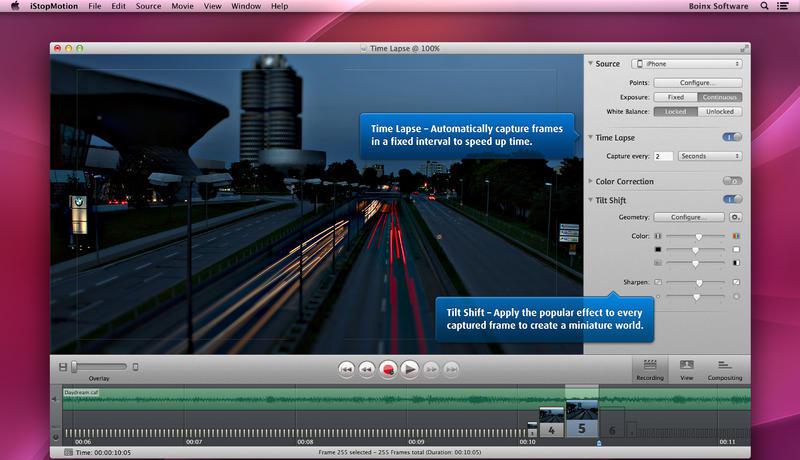 iStopMotion File Edit Source Movie View Window Help Boinx Software
Time Lapse @ 100%
Source iPhone
Points: Configure...
Exposure: Fixed Continuous
White Balance: Locked Unlocked
Time Lapse – Automatically capture frames
in a fixed interval to speed up time.
Time Lapse
Capture every: 2 Seconds
Color Correction
Tilt Shift
Geometry: Configure...
Color:
Sharpen:
Tilt Shift – Apply the popular effect to every
captured frame to create a miniature world.
Overlay
Recording View Compositing
Daydream.caf
4 5 6
00:06 00:07 00:08 00:09 00:10 00:11
Time: 00:00:10:05 Frame 255 selected – 255 Frames total (Duration: 00:10:05)